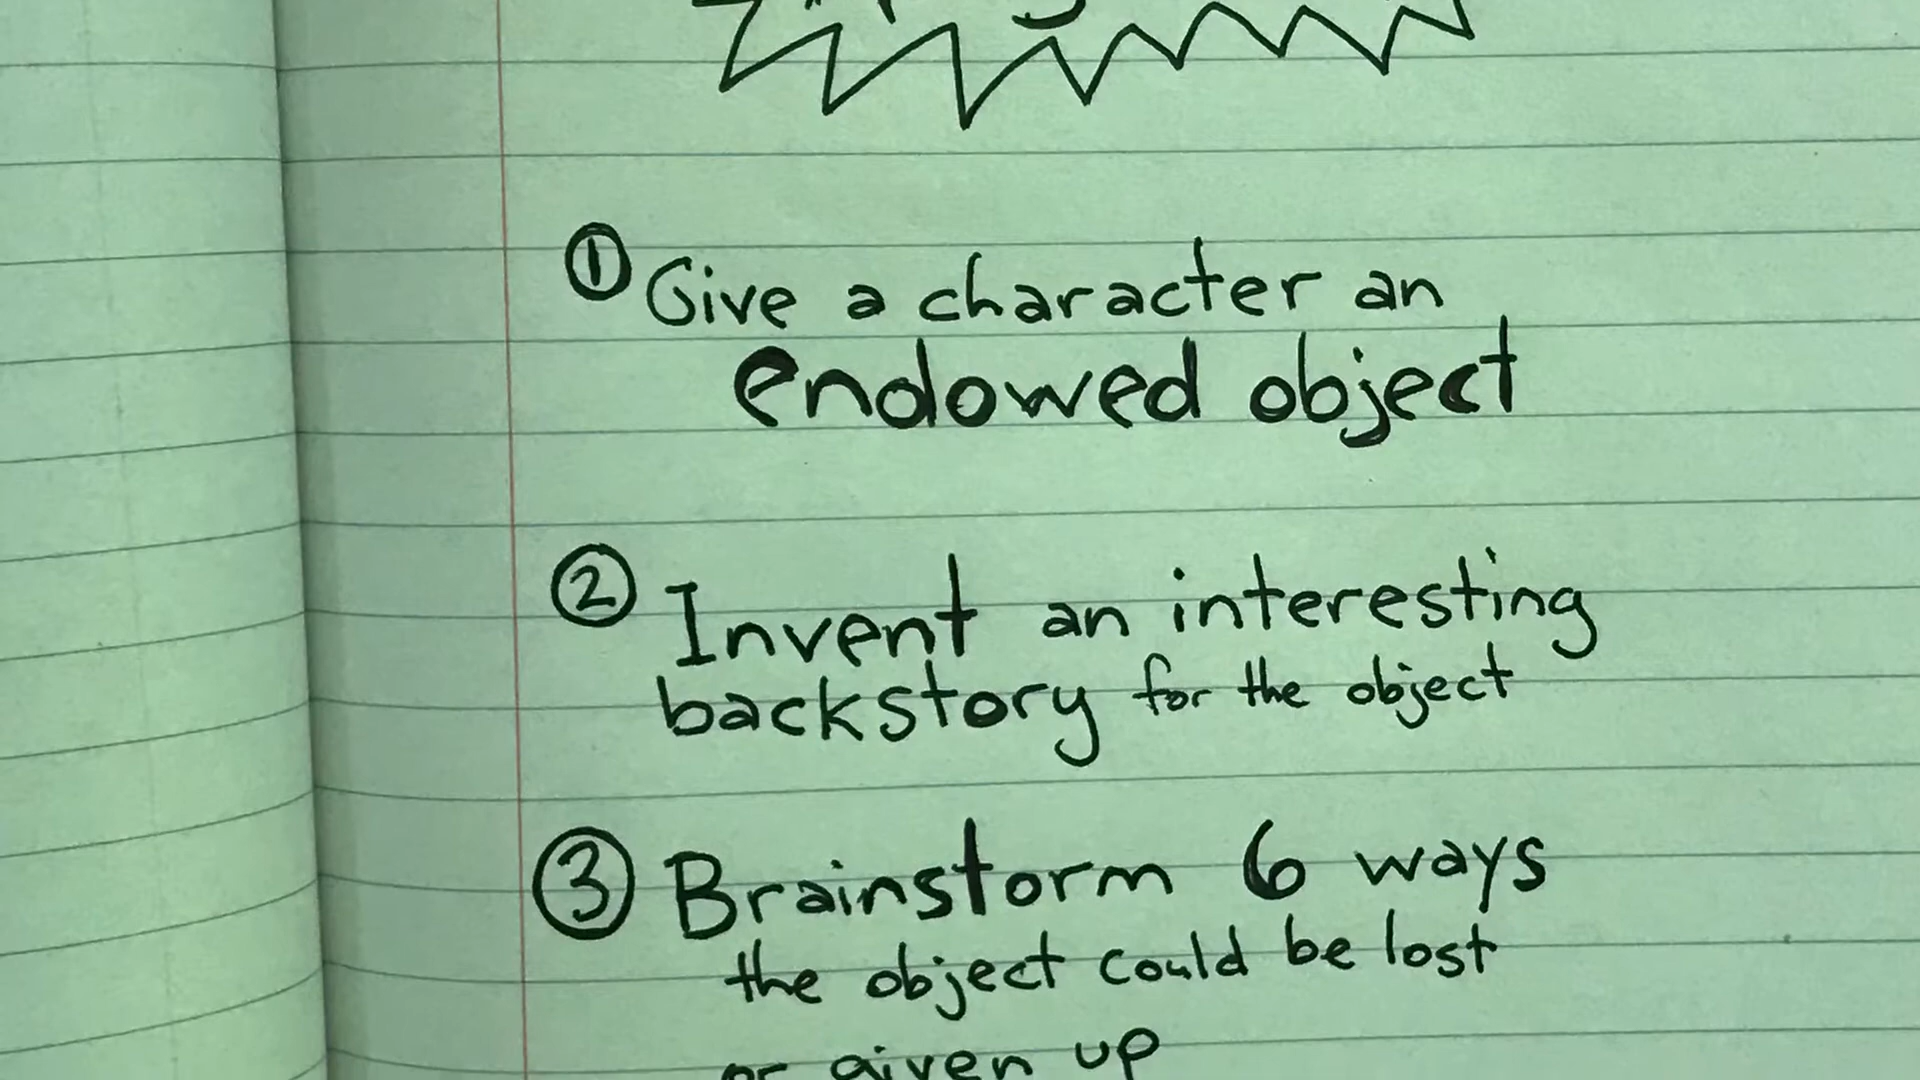 ① Give a character an
endowed object
② Invent an interesting
backstory for the object
③ Brainstorm 6 ways
the object could be lost
or given up